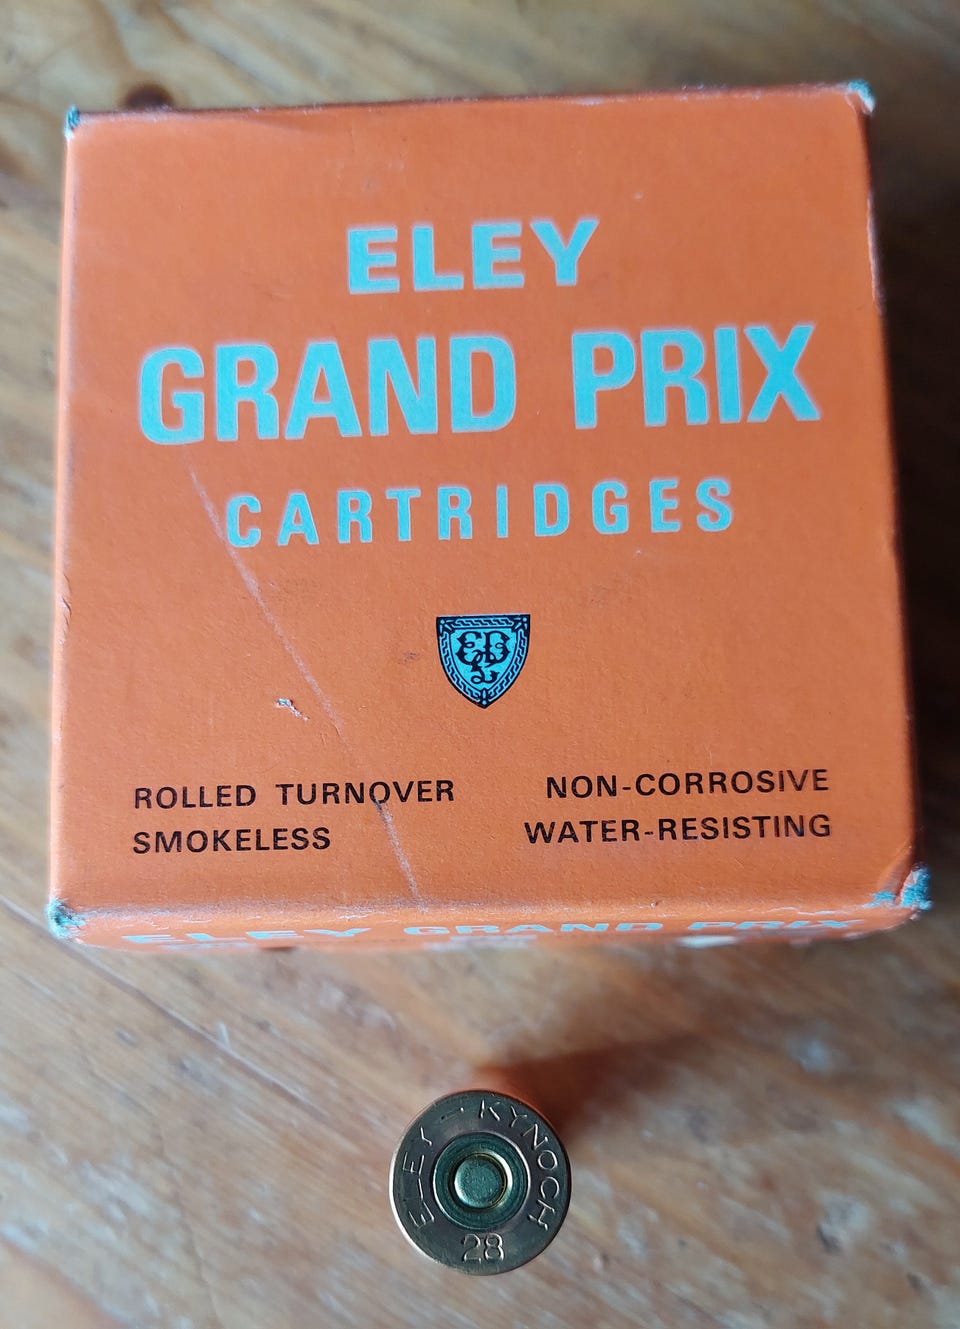 ELEY
GRAND PRIX
CARTRIDGES
ROLLED TURNOVER
SMOKELESS
NON-CORROSIVE
WATER-RESISTING
ELEY GRAND PRIX
ELEY-KYNOCH
28